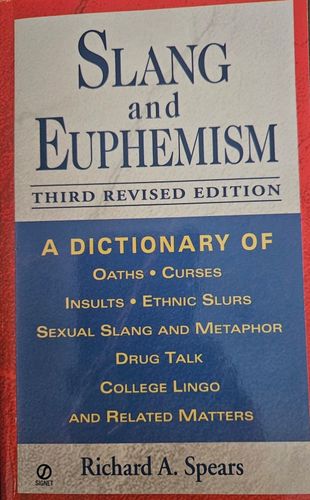 SLANG
and
EUPHEMISM
THIRD REVISED EDITION
A DICTIONARY OF
OATHS • CURSES
INSULTS • ETHNIC SLURS
SEXUAL SLANG AND METAPHOR
DRUG TALK
COLLEGE LINGO
AND RELATED MATTERS
SIGNET
Richard A. Spears